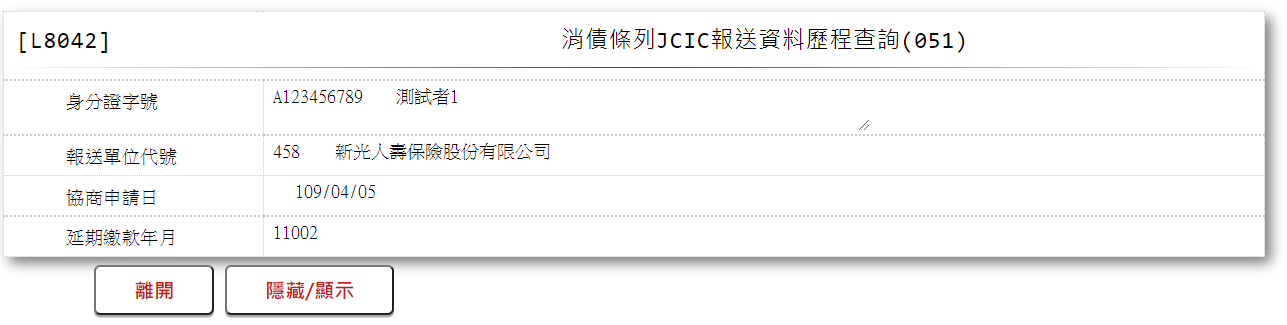 [L8042] 消債條列JCIC報送資料歷程查詢(051)
身分證字號 A123456789 測試者1
報送單位代號 458 新光人壽保險股份有限公司
協商申請日 109/04/05
延期繳款年月 11002
離開 隱藏/顯示